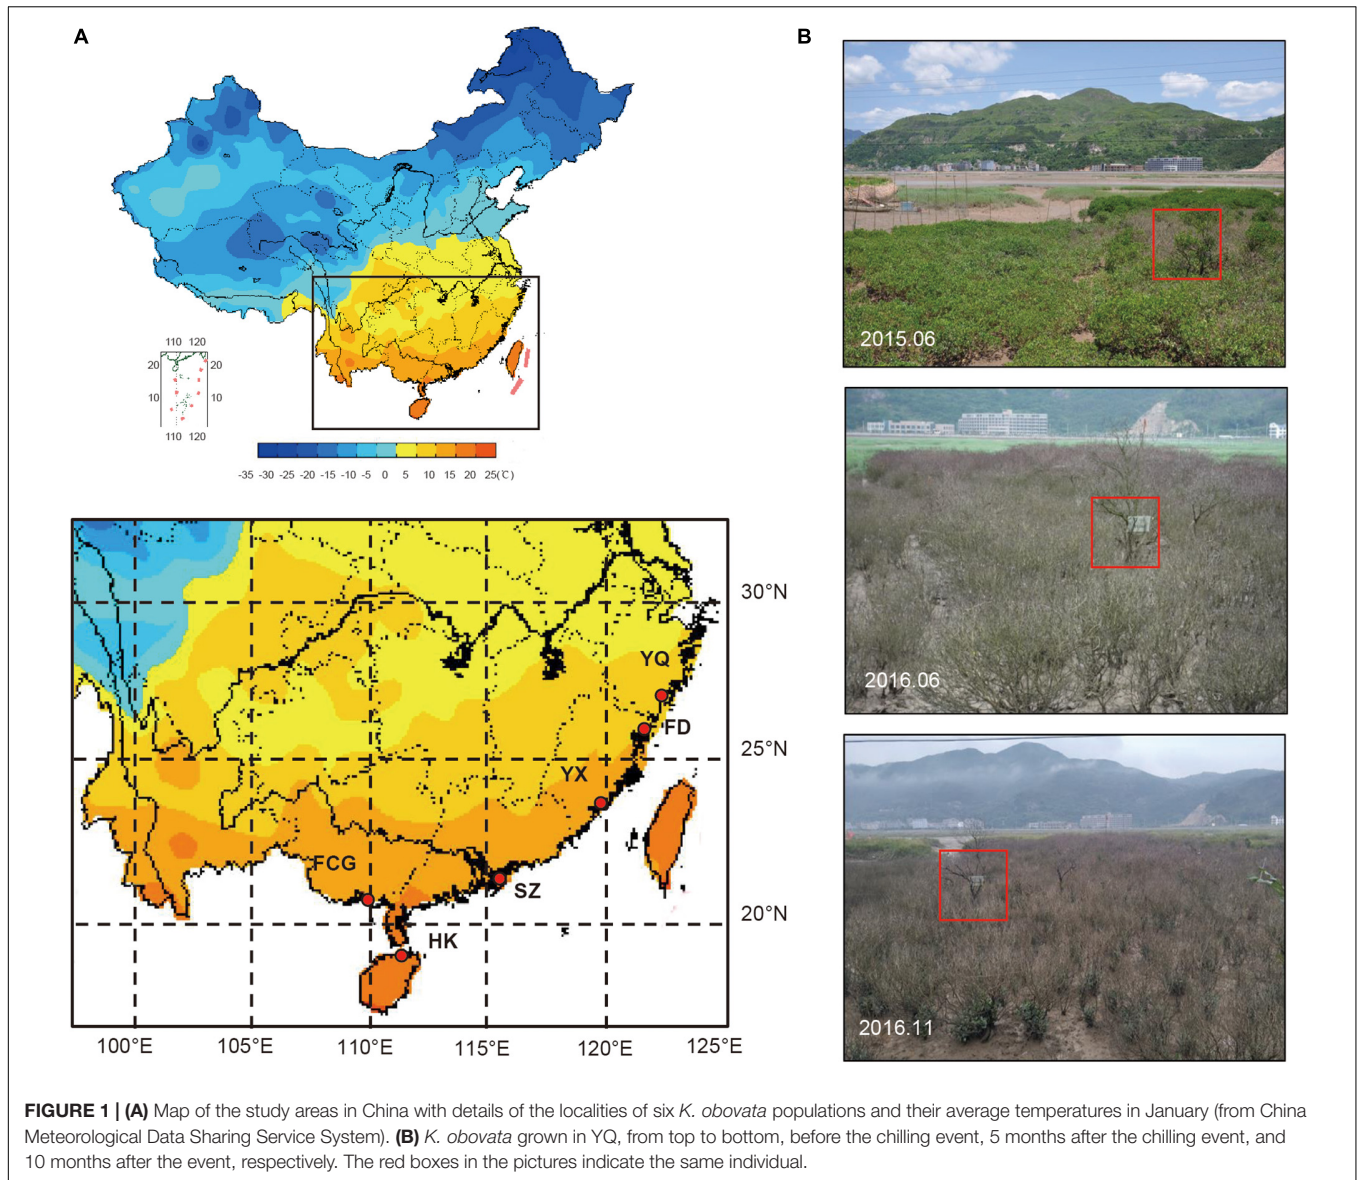 A
B
110 120
20 20
10 10
110 120
-35 -30 -25 -20 -15 -10 -5 0 5 10 15 20 25(℃)
30°N
25°N
20°N
YQ
FD
YX
FCG
SZ
HK
100°E 105°E 110°E 115°E 120°E 125°E
2015.06
2016.06
2016.11
FIGURE 1 | (A) Map of the study areas in China with details of the localities of six K. obovata populations and their average temperatures in January (from China
Meteorological Data Sharing Service System). (B) K. obovata grown in YQ, from top to bottom, before the chilling event, 5 months after the chilling event, and
10 months after the event, respectively. The red boxes in the pictures indicate the same individual.